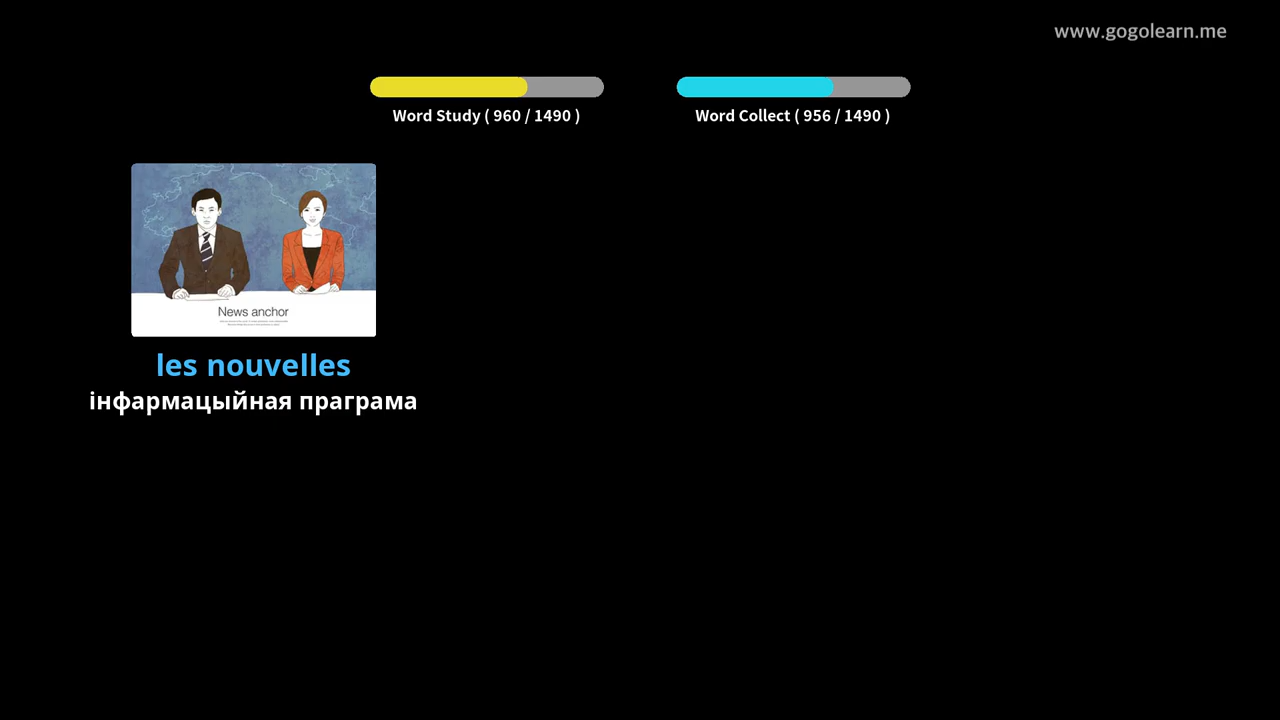 www.gogolearn.me
Word Study ( 960 / 1490 )
Word Collect ( 956 / 1490 )
News anchor
les nouvelles
інфармацыйная праграма